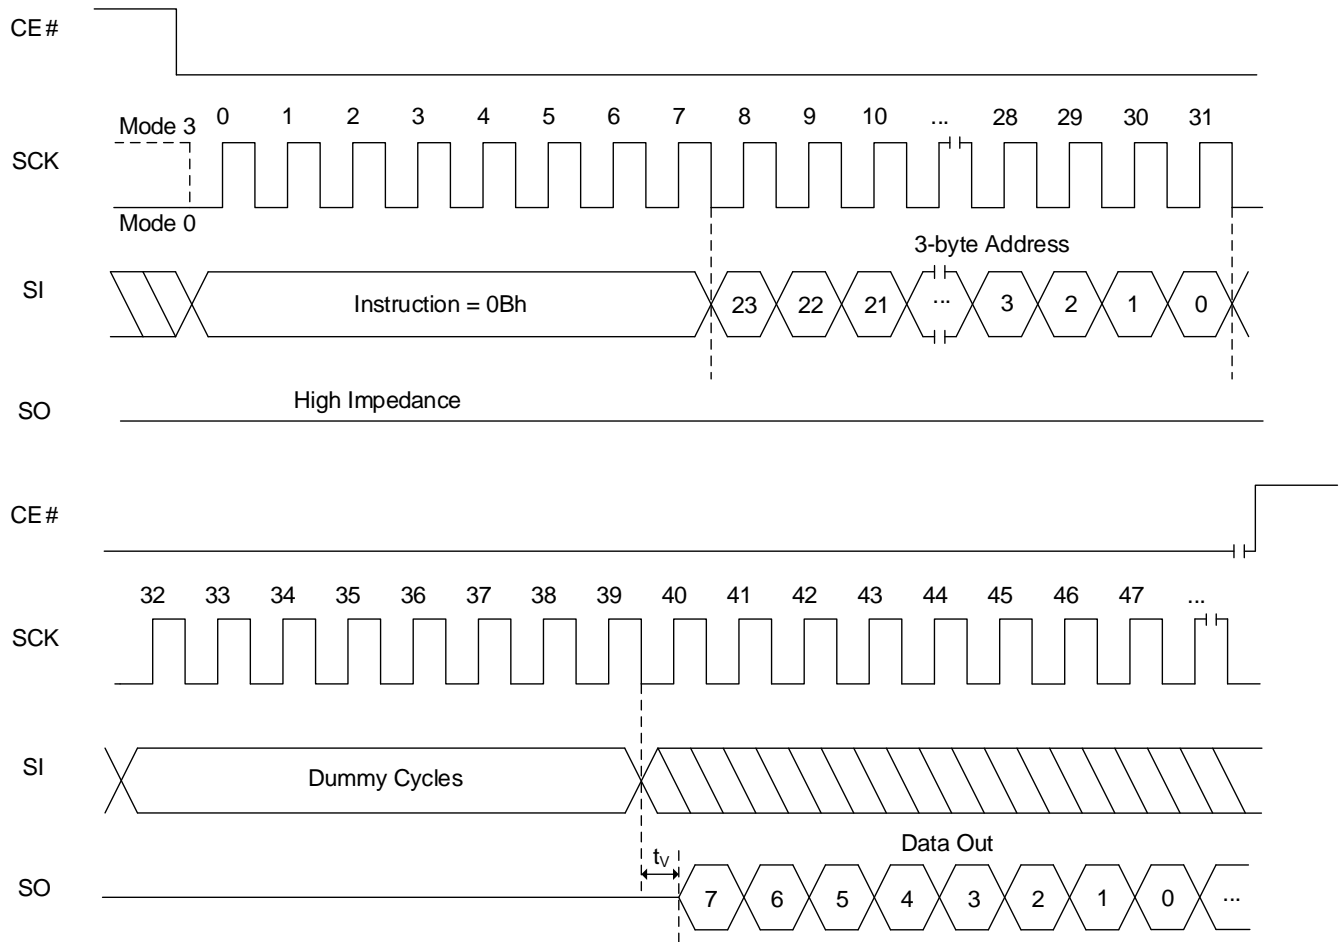 CE#
Mode 3
0 1 2 3 4 5 6 7 8 9 10 ... 28 29 30 31
SCK
Mode 0
3-byte Address
SI
Instruction = 0Bh
23 22 21 ... 3 2 1 0
High Impedance
SO
CE#
32 33 34 35 36 37 38 39 40 41 42 43 44 45 46 47 ...
SCK
SI
Dummy Cycles
Data Out
tV
SO
7 6 5 4 3 2 1 0 ...